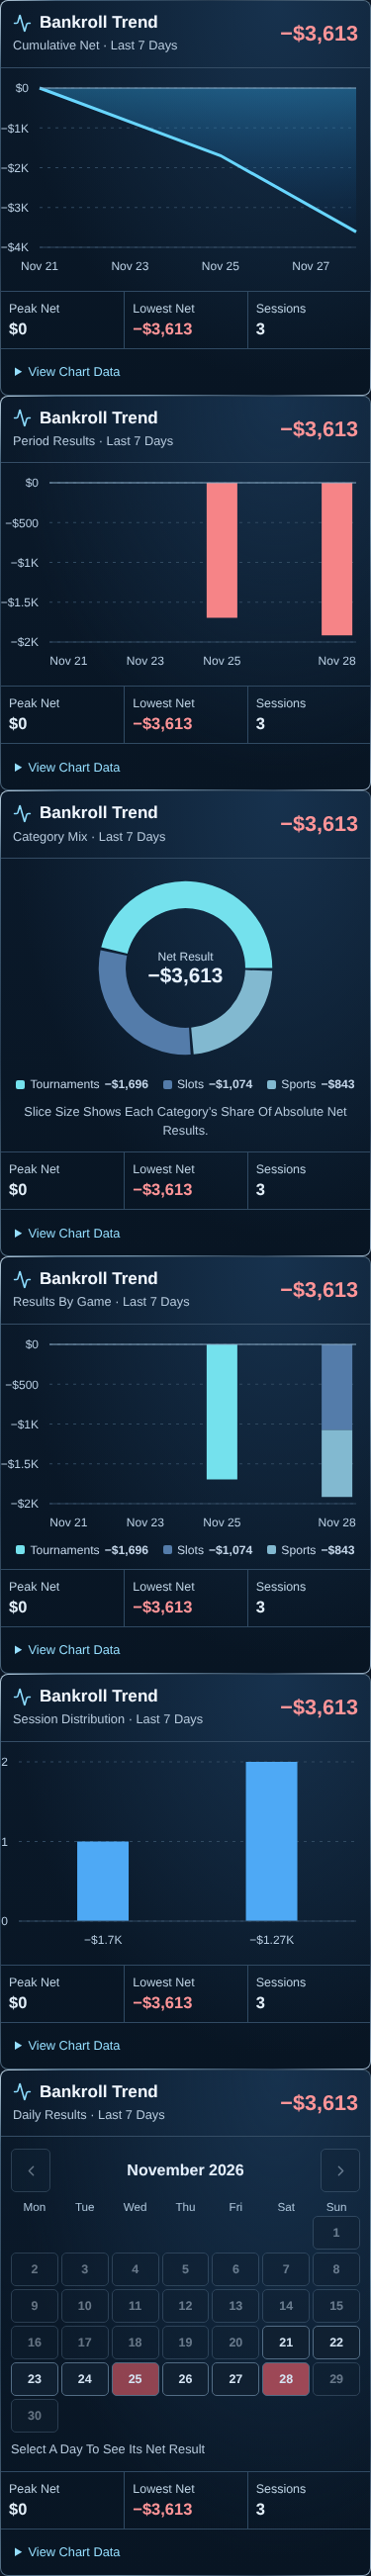 Bankroll Trend
Cumulative Net · Last 7 Days
−$3,613
$0
−$1K
−$2K
−$3K
−$4K
Nov 21 Nov 23 Nov 25 Nov 27
Peak Net Lowest Net Sessions
$0 −$3,613 3
View Chart Data
Bankroll Trend
Period Results · Last 7 Days
−$3,613
$0
−$500
−$1K
−$1.5K
−$2K
Nov 21 Nov 23 Nov 25 Nov 28
Peak Net Lowest Net Sessions
$0 −$3,613 3
View Chart Data
Bankroll Trend
Category Mix · Last 7 Days
−$3,613
Net Result
−$3,613
Tournaments −$1,696 Slots −$1,074 Sports −$843
Slice Size Shows Each Category's Share Of Absolute Net
Results.
Peak Net Lowest Net Sessions
$0 −$3,613 3
View Chart Data
Bankroll Trend
Results By Game · Last 7 Days
−$3,613
$0
−$500
−$1K
−$1.5K
−$2K
Nov 21 Nov 23 Nov 25 Nov 28
Tournaments −$1,696 Slots −$1,074 Sports −$843
Peak Net Lowest Net Sessions
$0 −$3,613 3
View Chart Data
Bankroll Trend
Session Distribution · Last 7 Days
−$3,613
2
1
0
−$1.7K −$1.27K
Peak Net Lowest Net Sessions
$0 −$3,613 3
View Chart Data
Bankroll Trend
Daily Results · Last 7 Days
−$3,613
November 2026
Mon Tue Wed Thu Fri Sat Sun
1
2 3 4 5 6 7 8
9 10 11 12 13 14 15
16 17 18 19 20 21 22
23 24 25 26 27 28 29
30
Select A Day To See Its Net Result
Peak Net Lowest Net Sessions
$0 −$3,613 3
View Chart Data